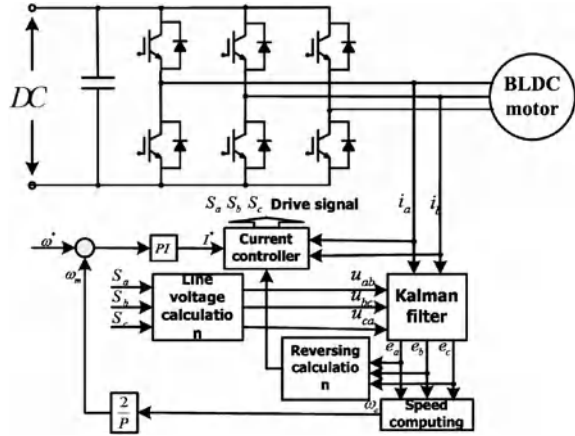 DC
BLDC
motor
i_a
i_b
S_a S_b S_c Drive signal
ω*
PI
I*
Current
controller
ω_m
S_a
S_b
S_c
Line
voltage
calculatio
n
u_ab
u_bc
u_ca
Kalman
filter
e_a
e_b
e_c
Reversing
calculatio
n
2
P
ω_e
Speed
computing